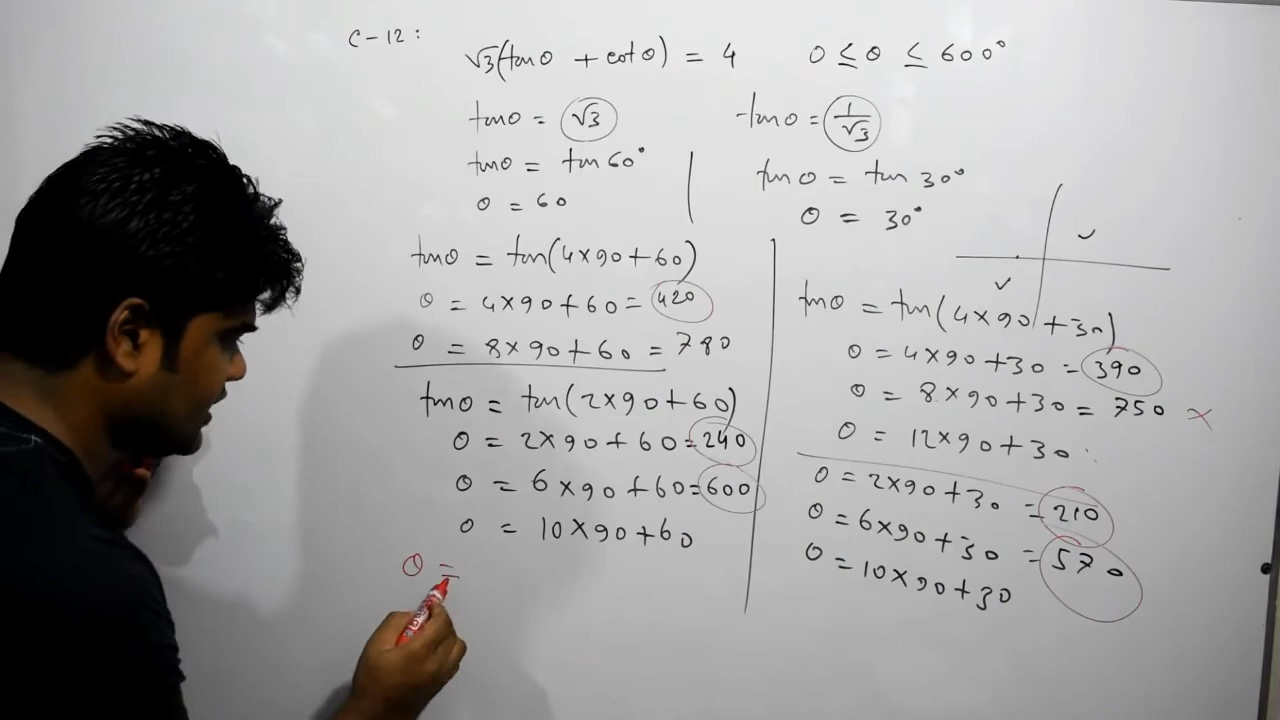 C-12:
√3(tanθ + cotθ) = 4    0 ≤ θ ≤ 600°
tanθ = √3
tanθ = tan60°
θ = 60
tanθ = tan(4×90+60)
θ = 4×90+60 = 420
θ = 8×90+60 = 780
tanθ = tan(2×90+60)
θ = 2×90+60 = 240
θ = 6×90+60 = 600
θ = 10×90+60
θ =
tanθ = 1/√3
tanθ = tan 30°
θ = 30°
tanθ = tan(4×90+30)
θ = 4×90+30 = 390
θ = 8×90+30 = 750 ×
θ = 12×90+30
θ = 2×90+30 = 210
θ = 6×90+30 = 570
θ = 10×90+30